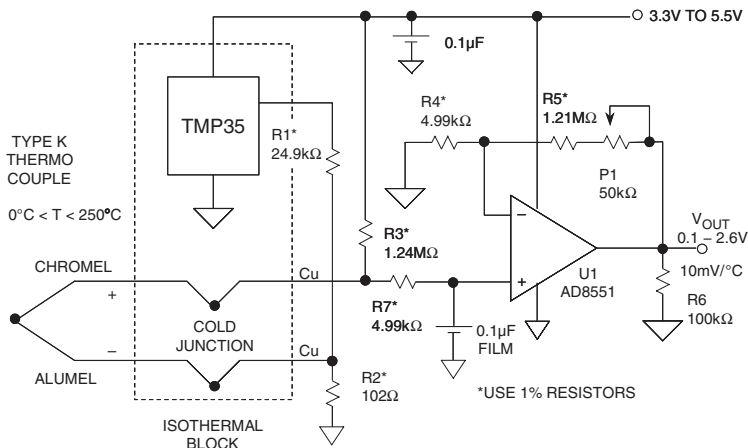 3.3V TO 5.5V
0.1µF
TMP35
R1*
24.9kΩ
R4*
4.99kΩ
R5*
1.21MΩ
P1
50kΩ
TYPE K
THERMO
COUPLE
0°C < T < 250°C
R3*
1.24MΩ
VOUT
0.1 – 2.6V
10mV/°C
–
+
U1
AD8551
R6
100kΩ
CHROMEL
+
Cu
R7*
4.99kΩ
0.1µF
FILM
COLD
JUNCTION
–
Cu
ALUMEL
R2*
102Ω
*USE 1% RESISTORS
ISOTHERMAL
BLOCK